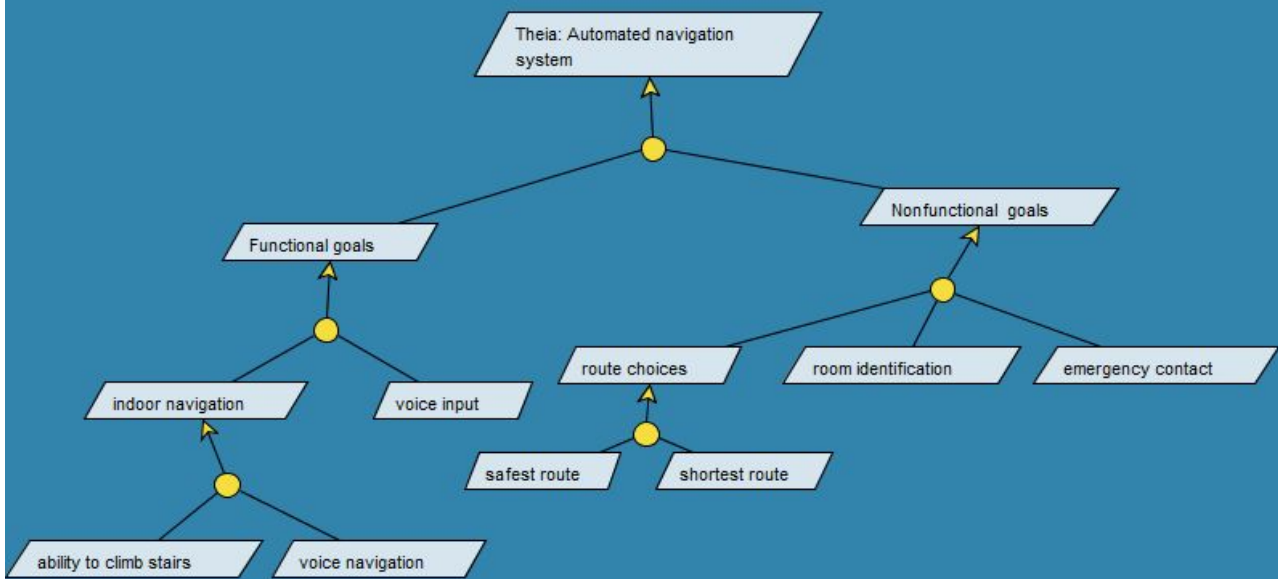 Theia: Automated navigation
system
Nonfunctional goals
Functional goals
route choices
room identification
emergency contact
indoor navigation
voice input
safest route
shortest route
ability to climb stairs
voice navigation